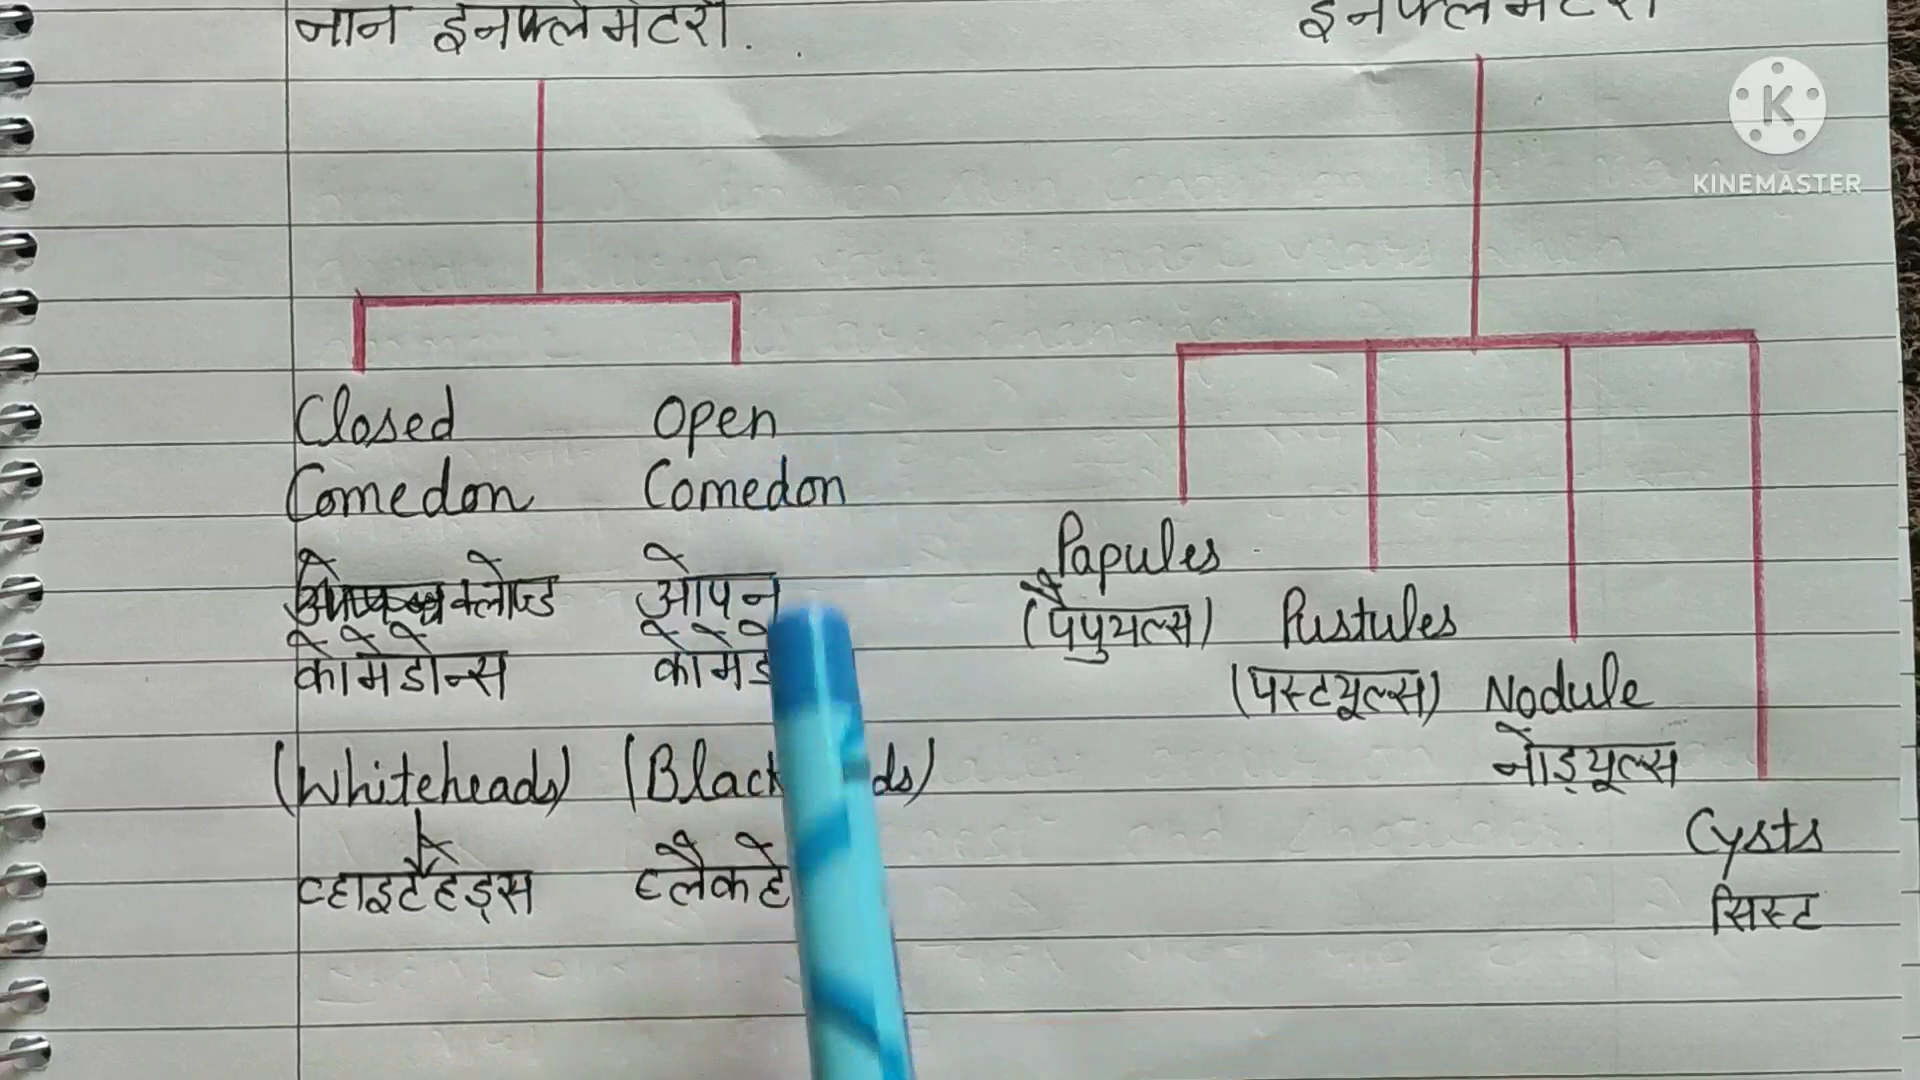 नान इनफ्लेमेटरी.
Closed
Comedon
क्लोज्ड
कोमेडोन्स
(Whiteheads)
व्हाइटहेड्स
Open
Comedon
ओपन
(
ब्लैकहे
इनफ्लेमेटरी
Papules
(पैपुयल्स)
Pustules
(पस्टयूल्स)
Nodule
नोड्यूल्स
Cysts
सिस्ट
K
KINEMASTER